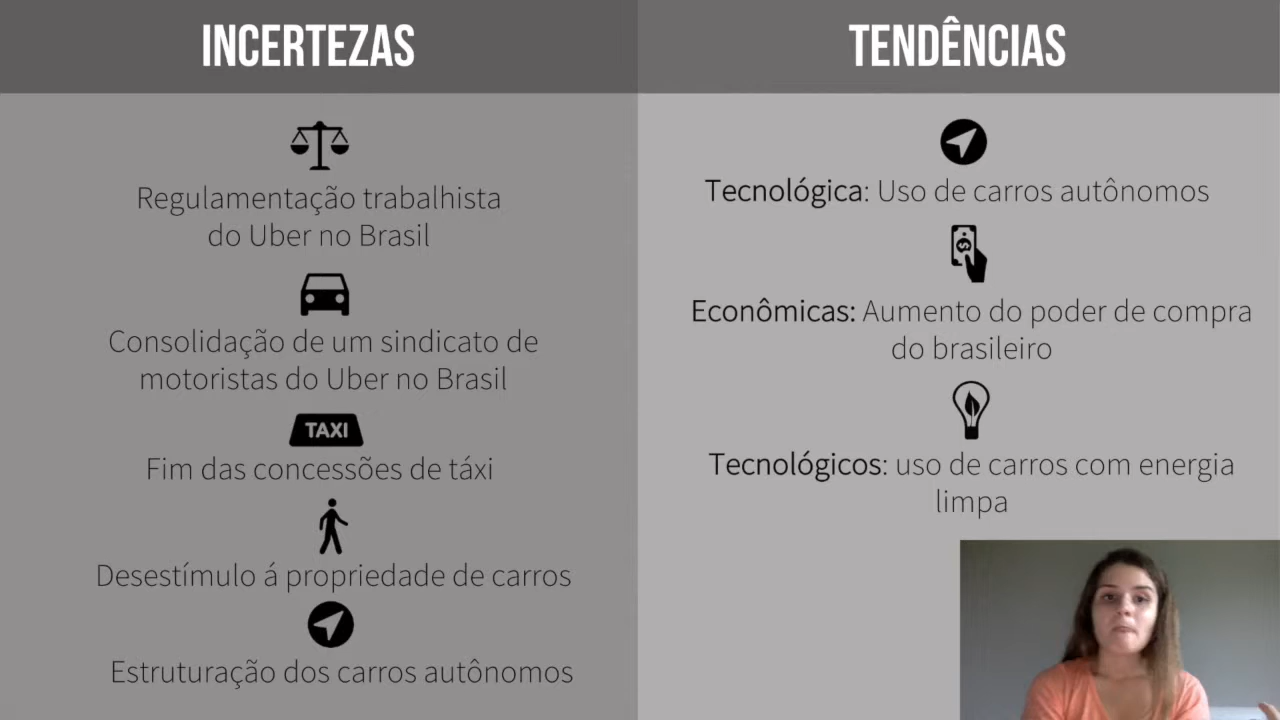 INCERTEZAS
Regulamentação trabalhista
do Uber no Brasil
Consolidação de um sindicato de
motoristas do Uber no Brasil
TAXI
Fim das concessões de táxi
Desestímulo á propriedade de carros
Estruturação dos carros autônomos
TENDÊNCIAS
Tecnológica: Uso de carros autônomos
Econômicas: Aumento do poder de compra
do brasileiro
Tecnológicos: uso de carros com energia
limpa